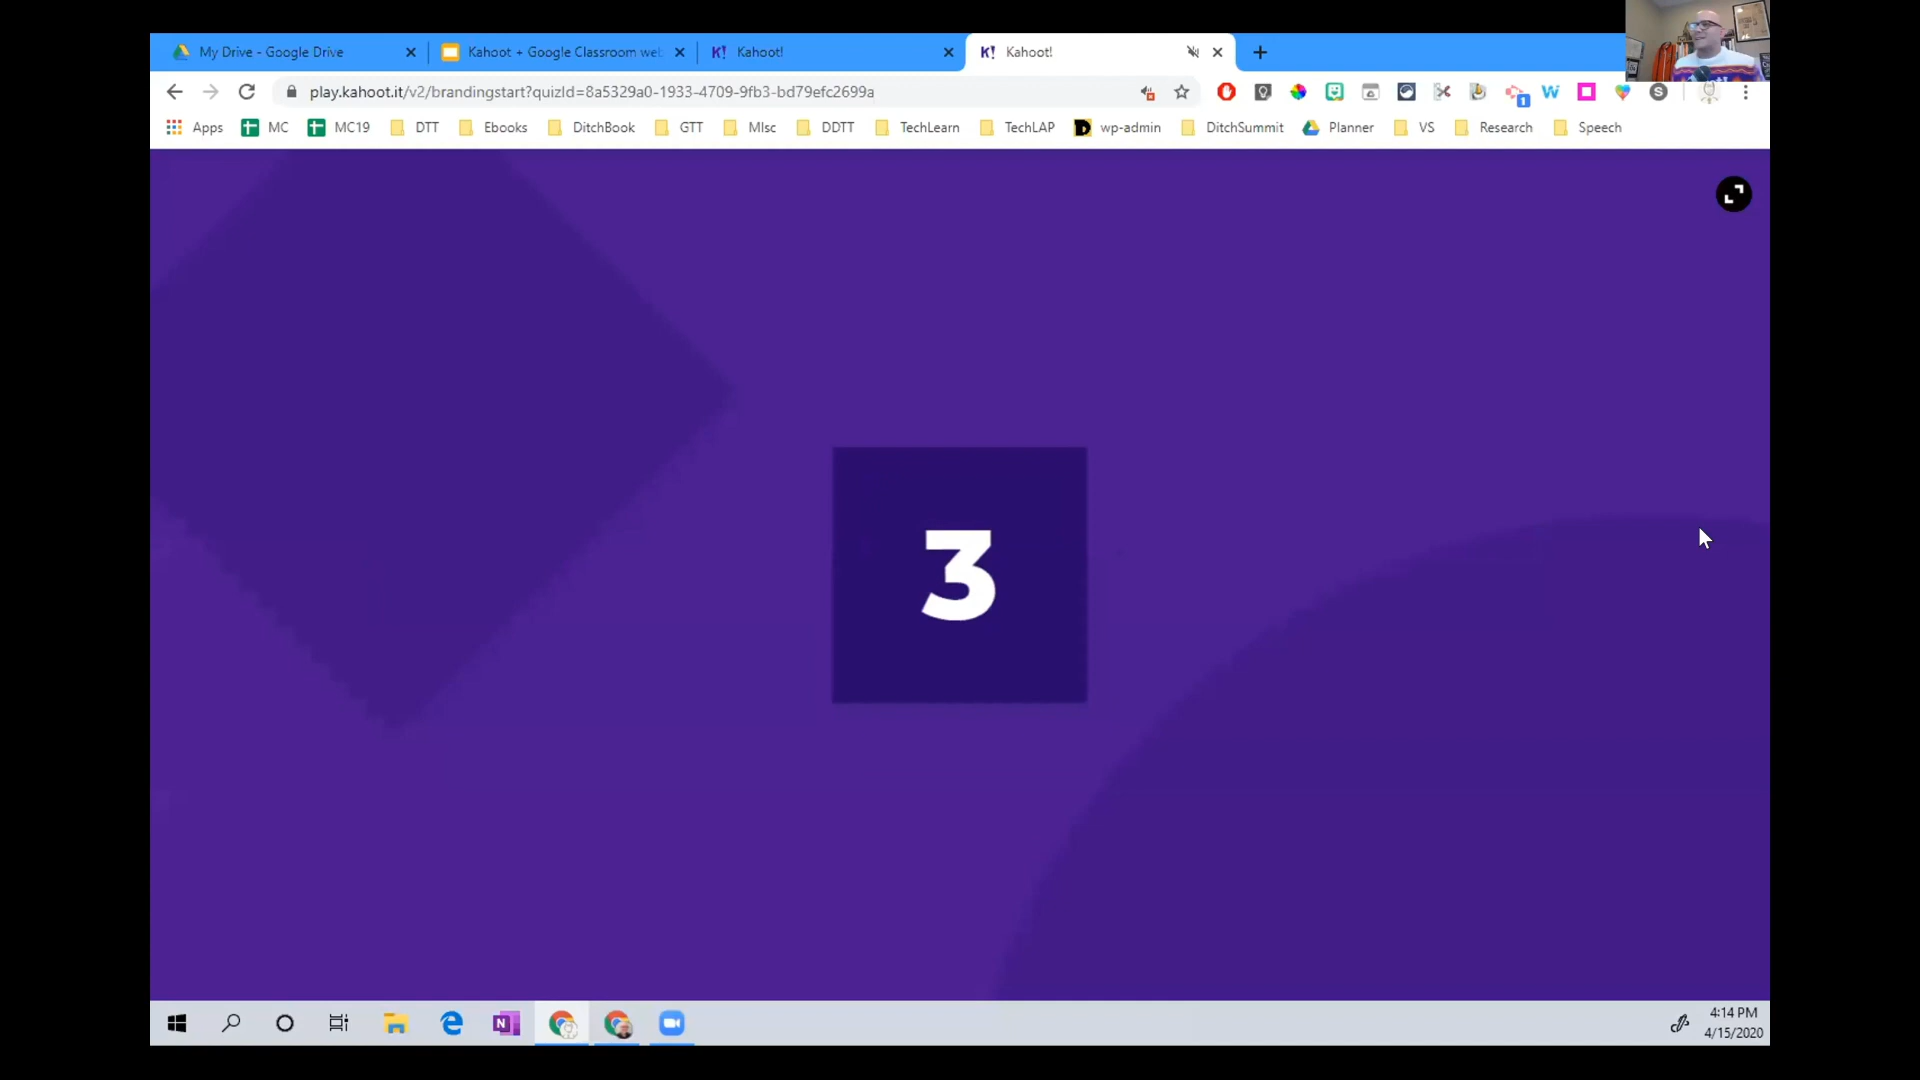 My Drive - Google Drive
Kahoot + Google Classroom web
K! Kahoot!
K! Kahoot!
play.kahoot.it/v2/brandingstart?quizId=8a5329a0-1933-4709-9fb3-bd79efc2699a
1
W
S
Apps
MC
MC19
DTT
Ebooks
DitchBook
GTT
MIsc
DDTT
TechLearn
TechLAP
D wp-admin
DitchSummit
Planner
VS
Research
Speech
3
N
4:14 PM
4/15/2020